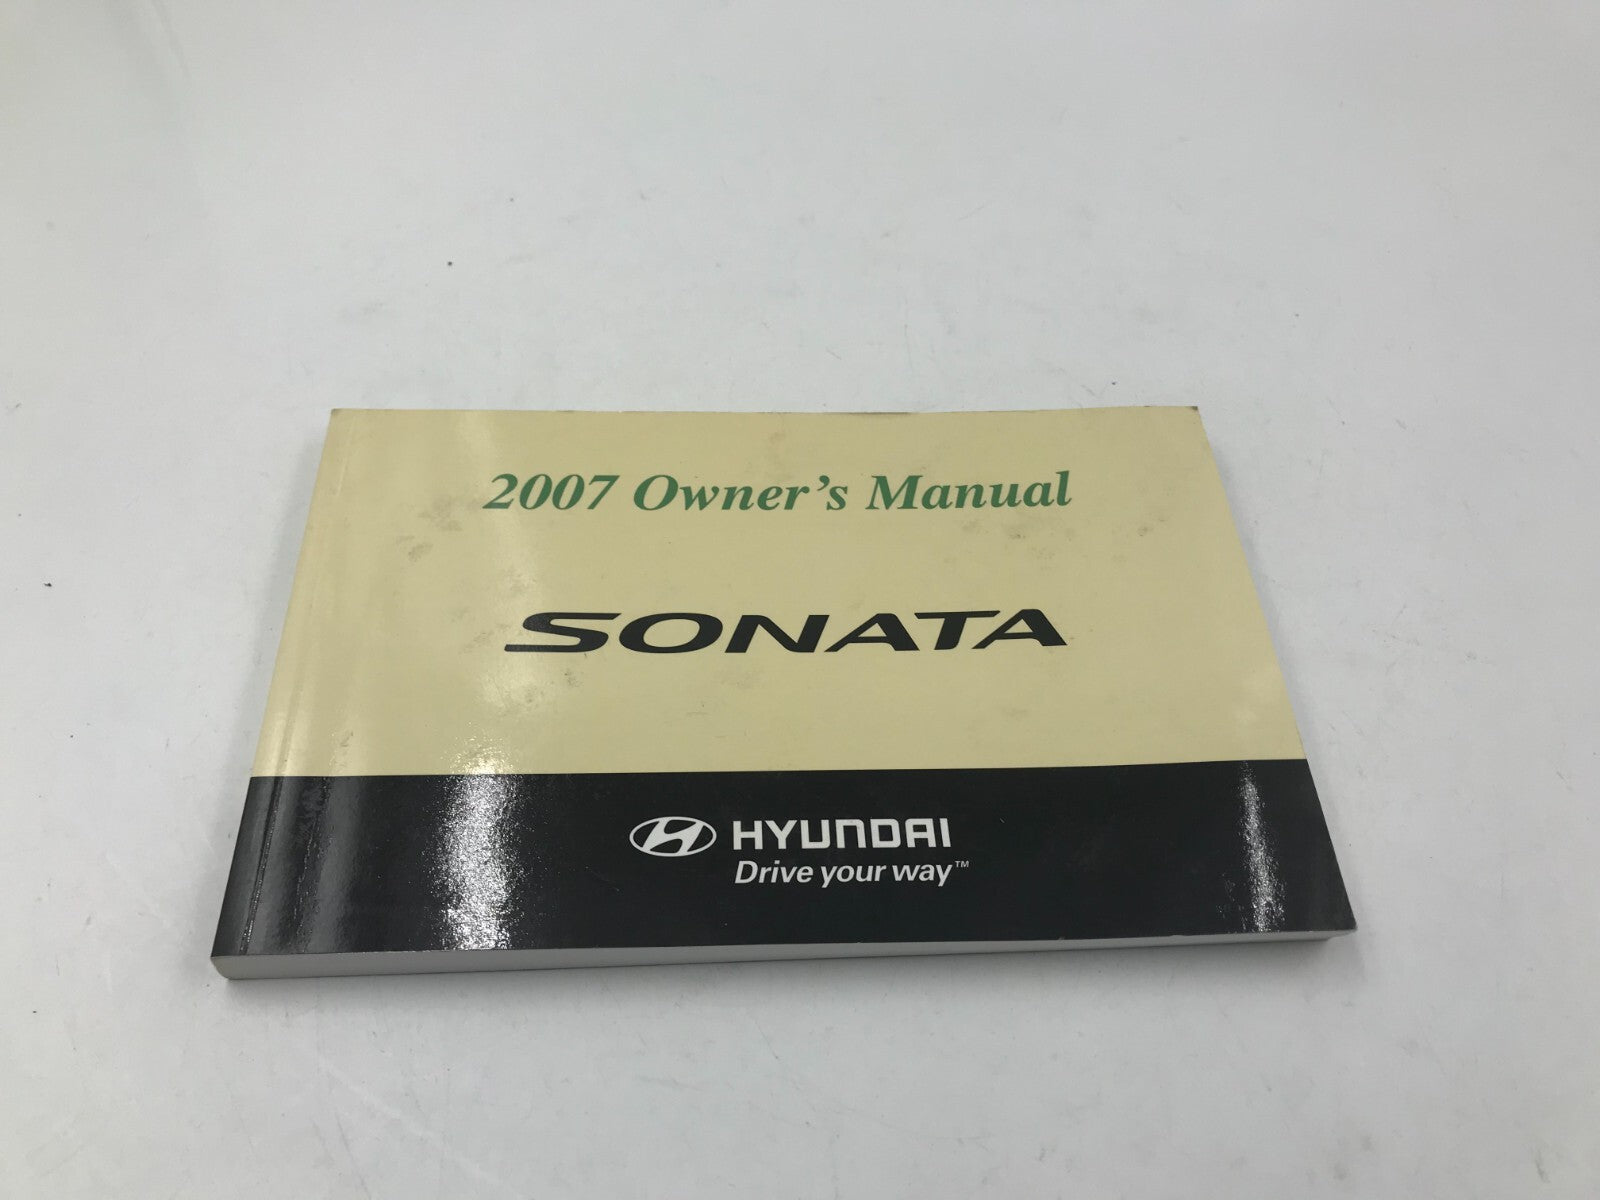 2007 Owner's Manual
SONATA
HYUNDAI
Drive your way™